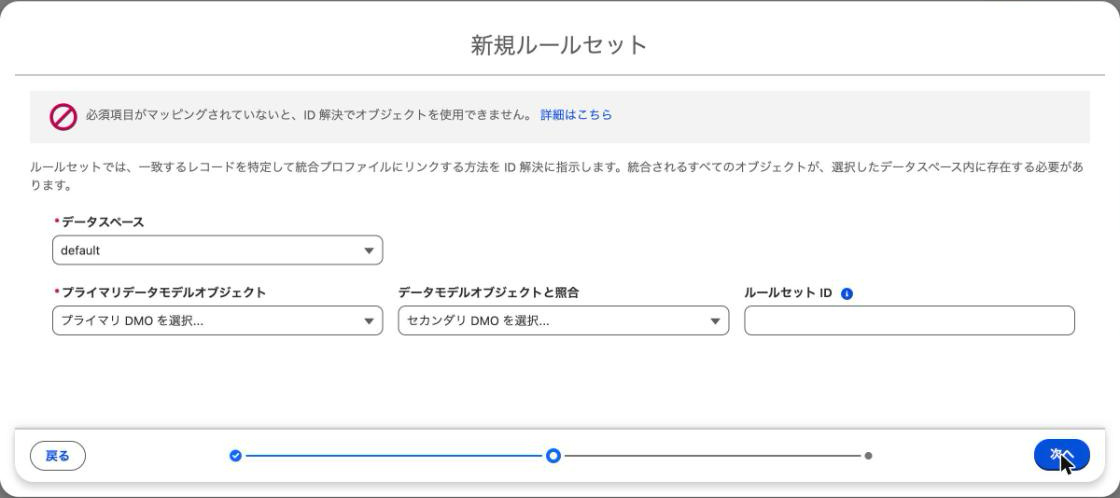 新規ルールセット
必須項目がマッピングされていないと、ID 解決でオブジェクトを使用できません。 詳細はこちら
ルールセットでは、一致するレコードを特定して統合プロファイルにリンクする方法を ID 解決に指示します。統合されるすべてのオブジェクトが、選択したデータスペース内に存在する必要があ
ります。
*データスペース
default
*プライマリデータモデルオブジェクト データモデルオブジェクトと照合 ルールセット ID
プライマリ DMO を選択... セカンダリ DMO を選択...
戻る 次へ